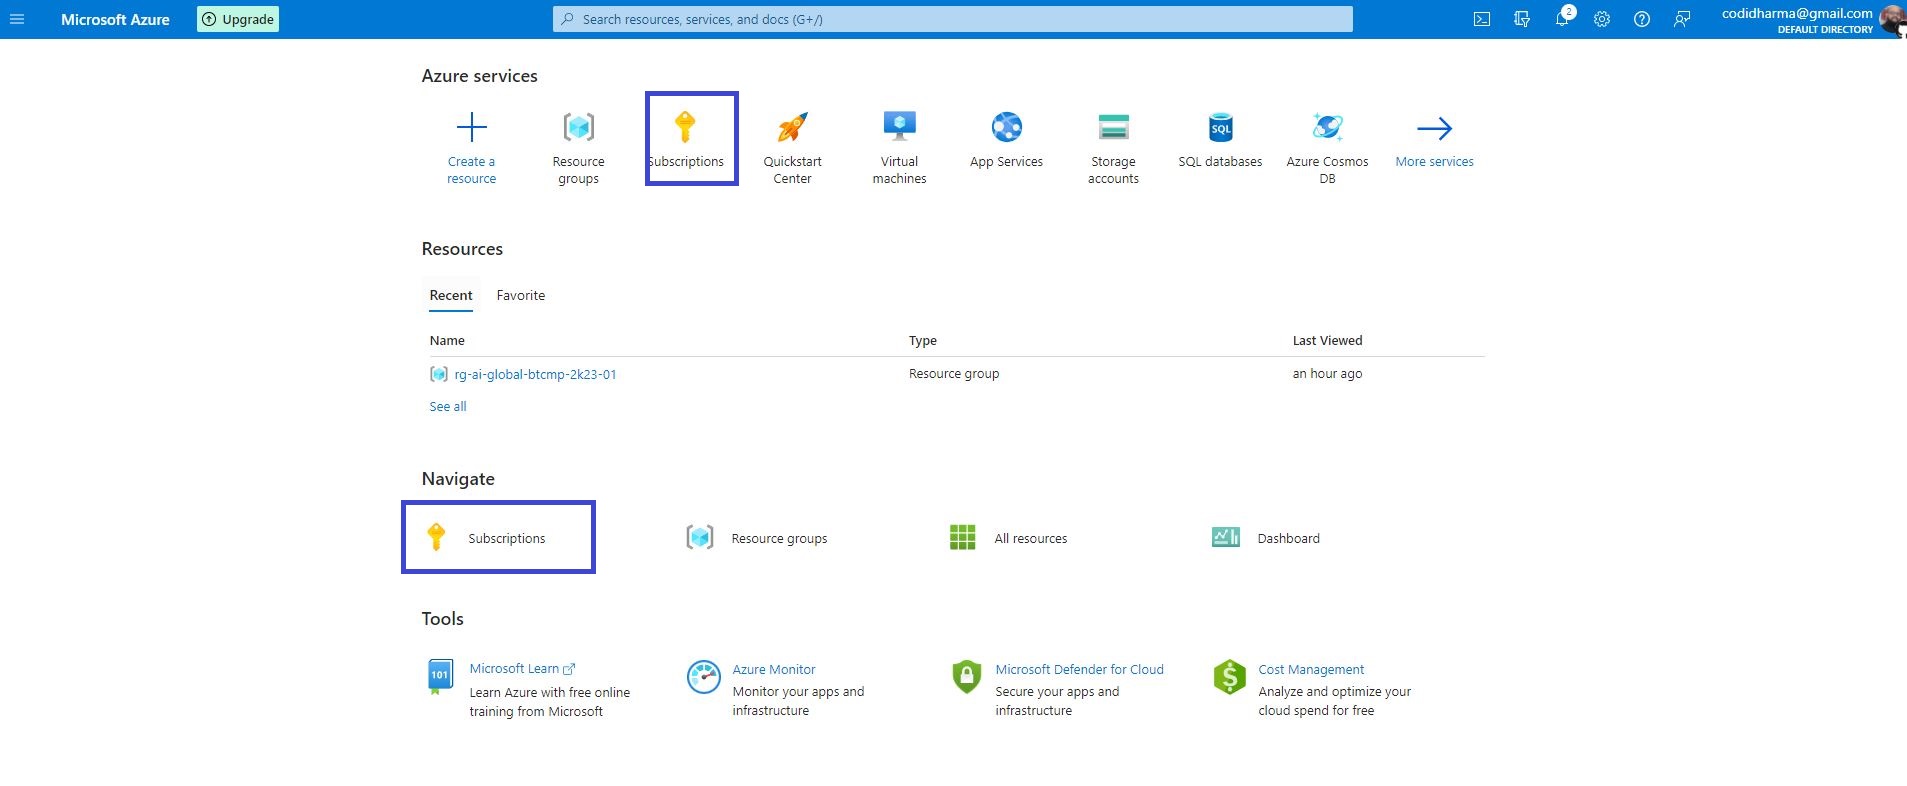 Microsoft Azure
Upgrade
Search resources, services, and docs (G+/)
2
codidharma@gmail.com
DEFAULT DIRECTORY
Azure services
Create a
resource
Resource
groups
Subscriptions
Quickstart
Center
Virtual
machines
App Services
Storage
accounts
SQL
SQL databases
Azure Cosmos
DB
More services
Resources
Recent
Favorite
Name
Type
Last Viewed
rg-ai-global-btcmp-2k23-01
Resource group
an hour ago
See all
Navigate
Subscriptions
Resource groups
All resources
Dashboard
Tools
101
Microsoft Learn
Learn Azure with free online
training from Microsoft
Azure Monitor
Monitor your apps and
infrastructure
Microsoft Defender for Cloud
Secure your apps and
infrastructure
$
Cost Management
Analyze and optimize your
cloud spend for free